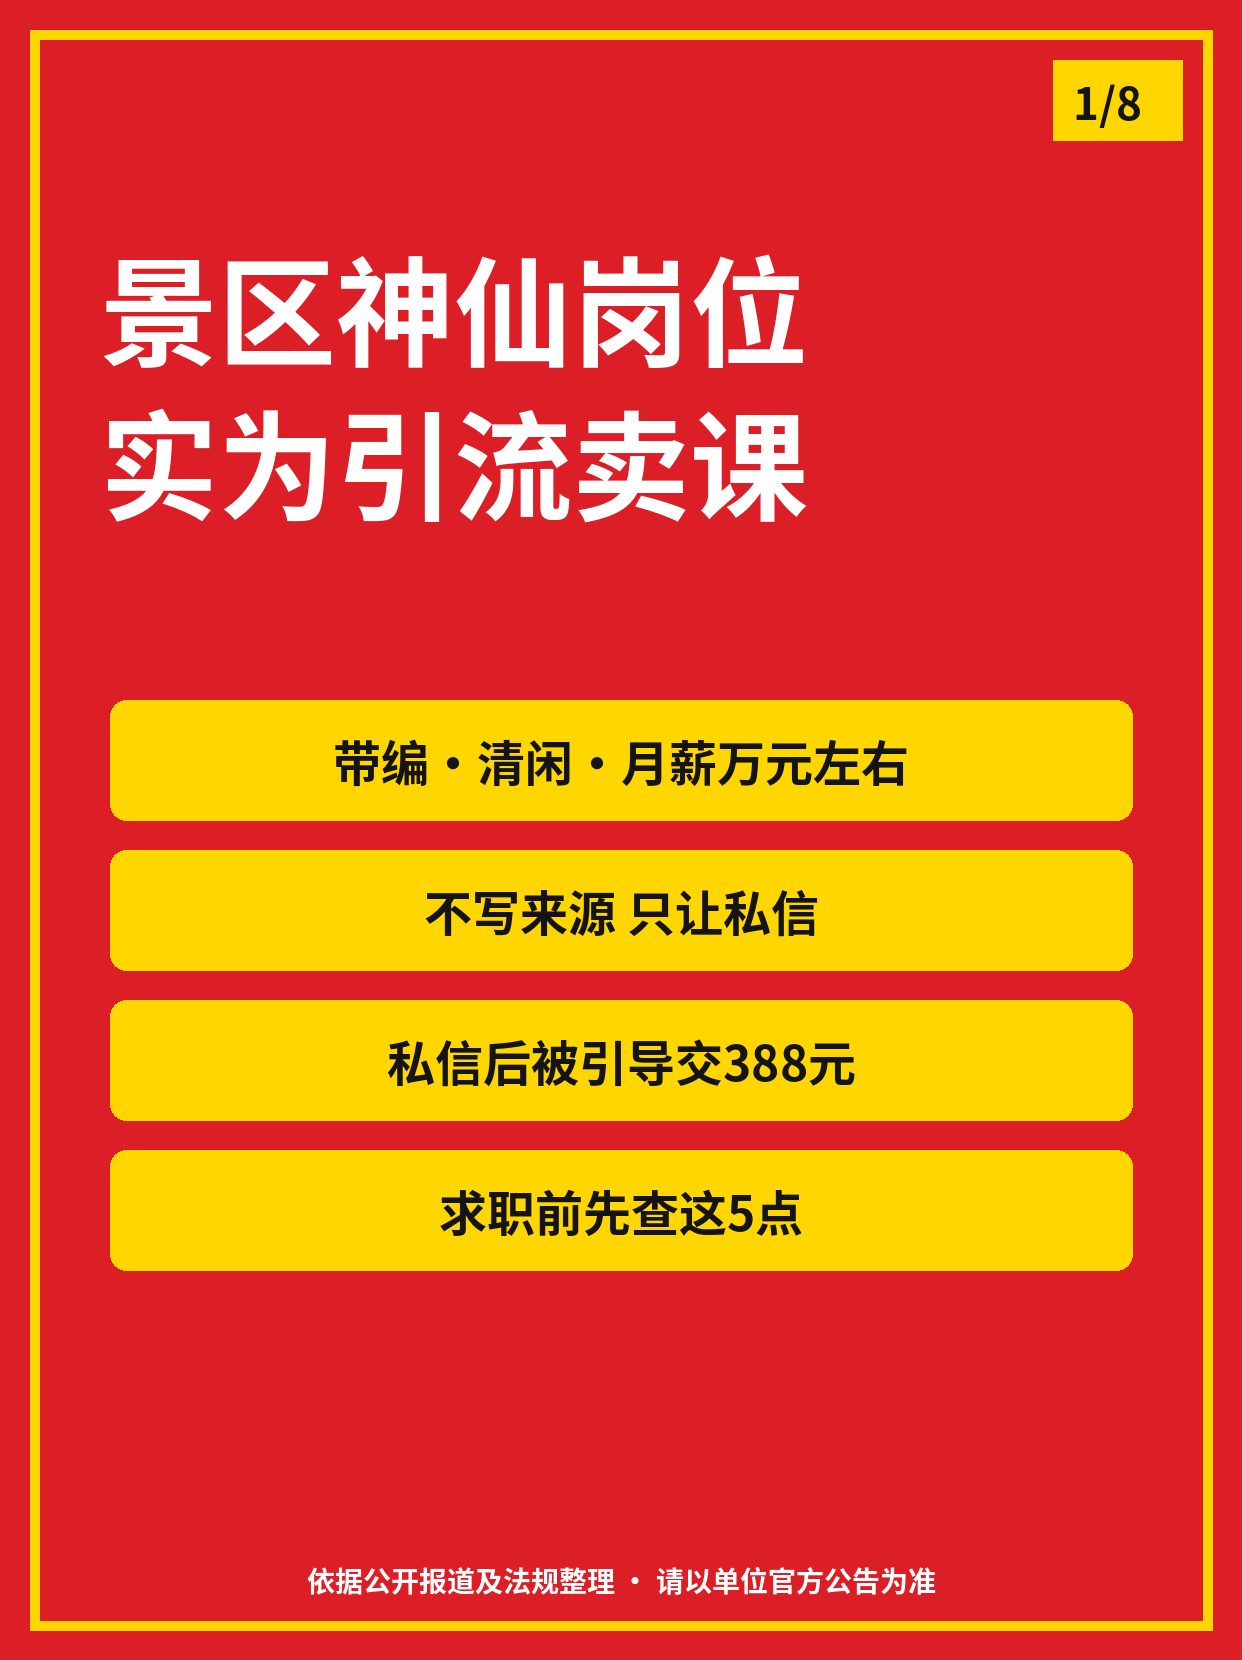 1/8
景区神仙岗位
实为引流卖课
带编·清闲·月薪万元左右
不写来源 只让私信
私信后被引导交388元
求职前先查这5点
依据公开报道及法规整理 · 请以单位官方公告为准